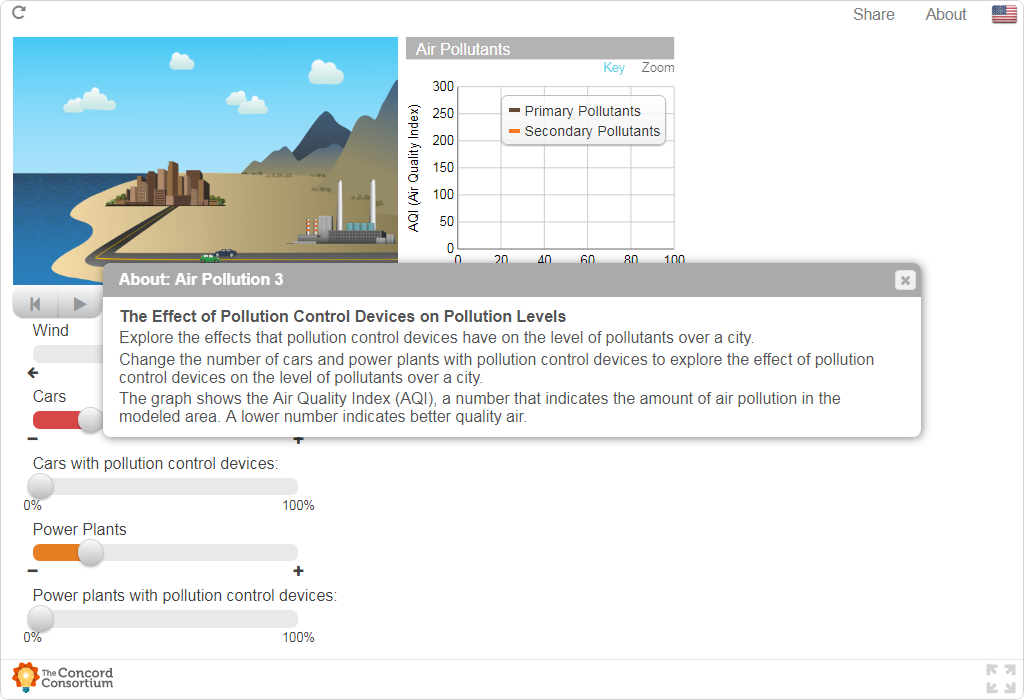 Share
About
Air Pollutants
Key
Zoom
300
250
200
150
100
50
0
AQI (Air Quality Index)
Primary Pollutants
Secondary Pollutants
0 20 40 60 80 100
About: Air Pollution 3
The Effect of Pollution Control Devices on Pollution Levels
Explore the effects that pollution control devices have on the level of pollutants over a city.
Change the number of cars and power plants with pollution control devices to explore the effect of pollution
control devices on the level of pollutants over a city.
The graph shows the Air Quality Index (AQI), a number that indicates the amount of air pollution in the
modeled area. A lower number indicates better quality air.
Wind
Cars
Cars with pollution control devices:
0% 100%
Power Plants
Power plants with pollution control devices:
0% 100%
The Concord
Consortium